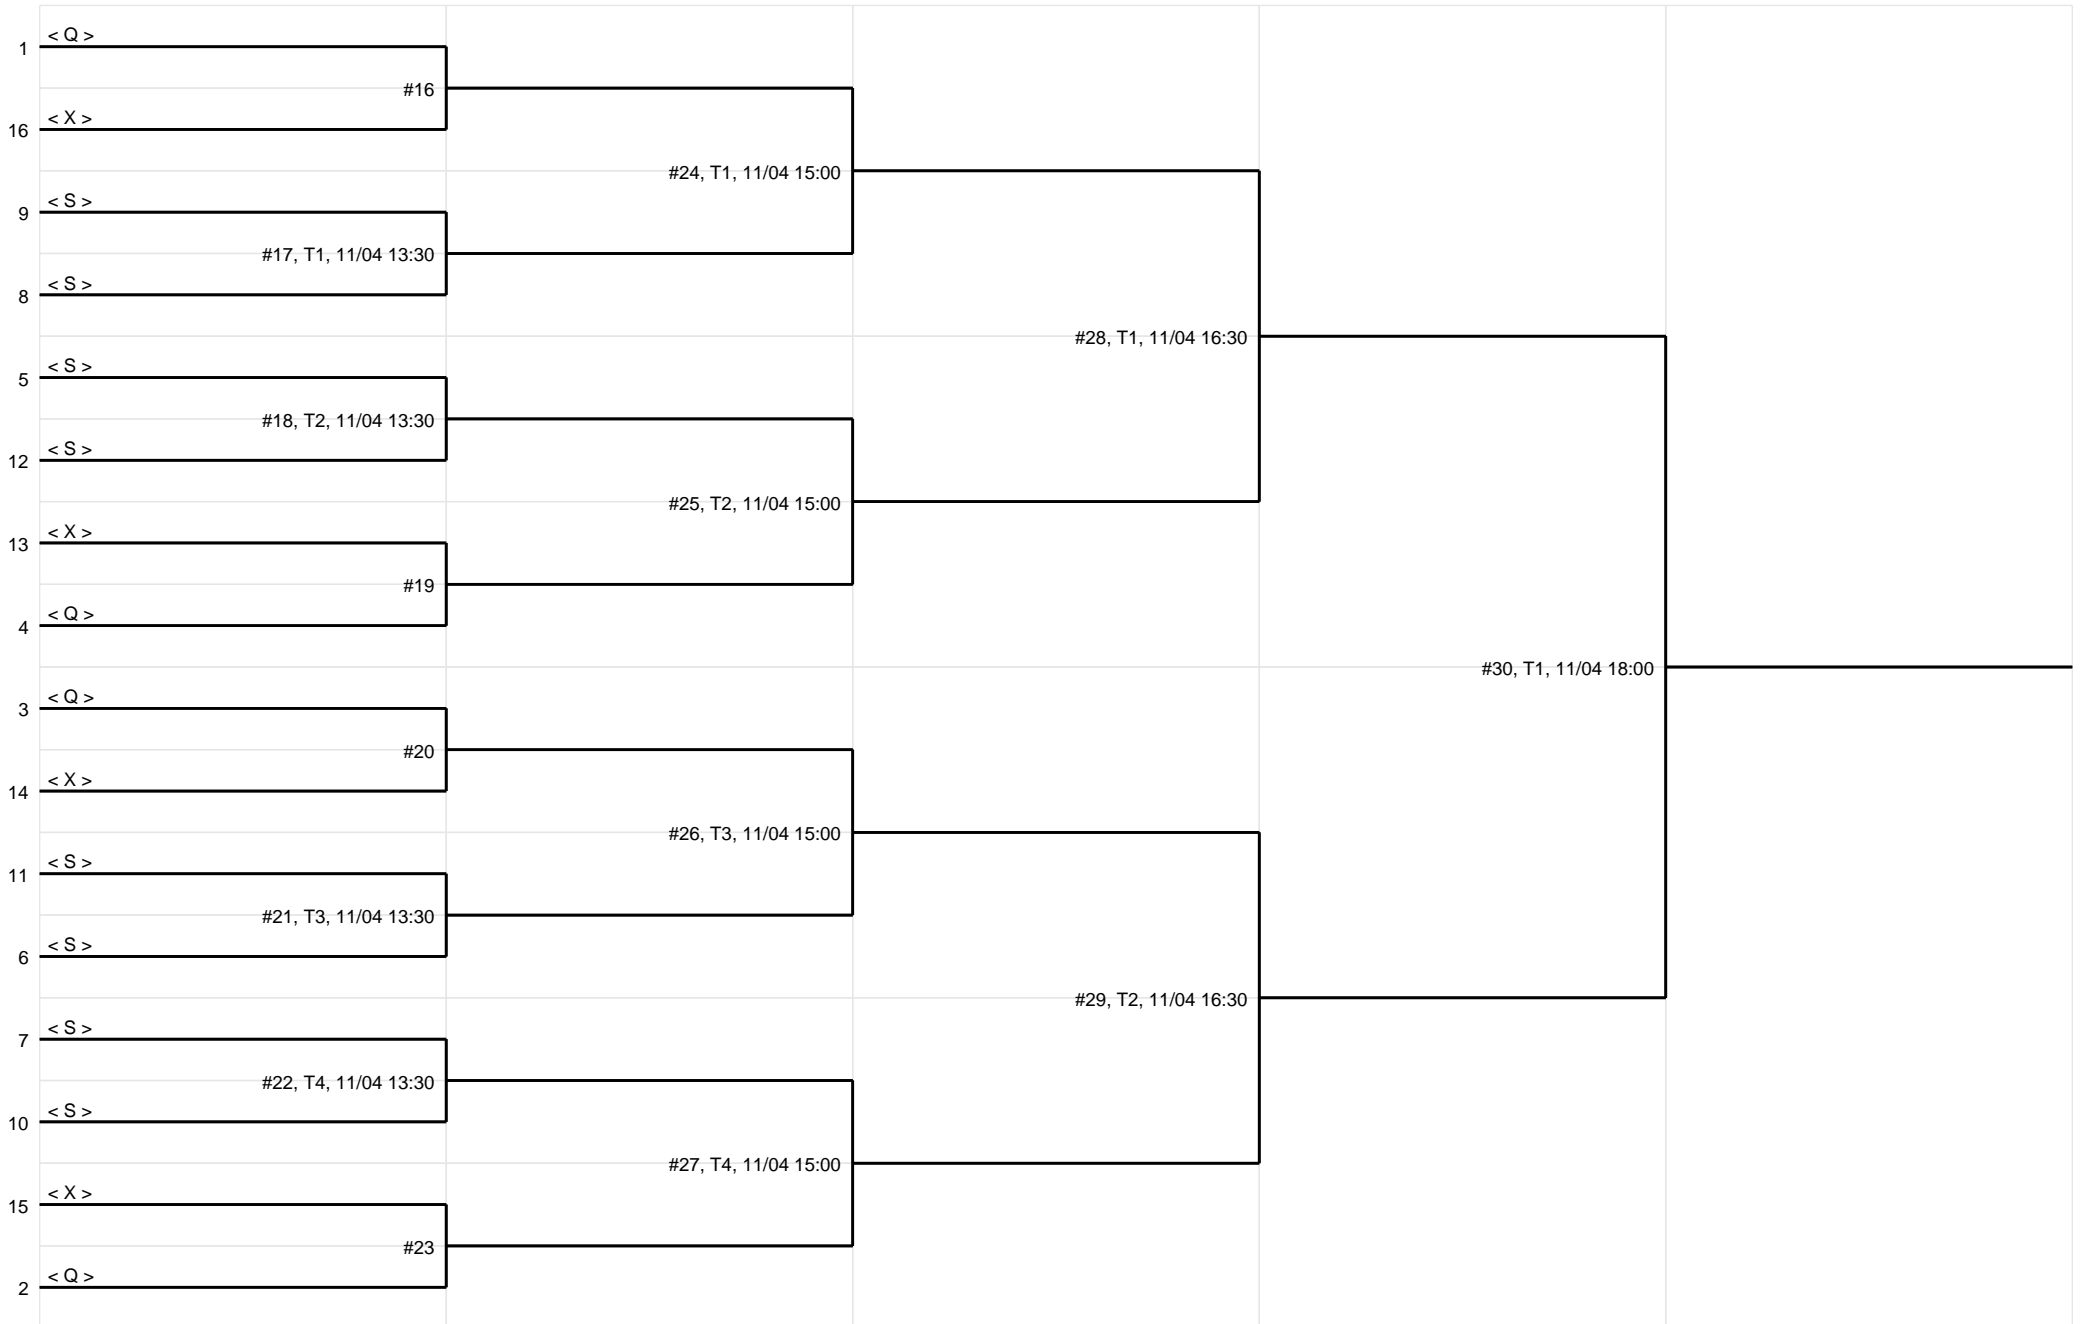 < Q >
1
#16
< X >
16
#24, T1, 11/04 15:00
< S >
9
#17, T1, 11/04 13:30
< S >
8
#28, T1, 11/04 16:30
< S >
5
#18, T2, 11/04 13:30
< S >
12
#25, T2, 11/04 15:00
< X >
13
#19
< Q >
4
#30, T1, 11/04 18:00
< Q >
3
#20
< X >
14
#26, T3, 11/04 15:00
< S >
11
#21, T3, 11/04 13:30
< S >
6
#29, T2, 11/04 16:30
< S >
7
#22, T4, 11/04 13:30
< S >
10
#27, T4, 11/04 15:00
< X >
15
#23
< Q >
2